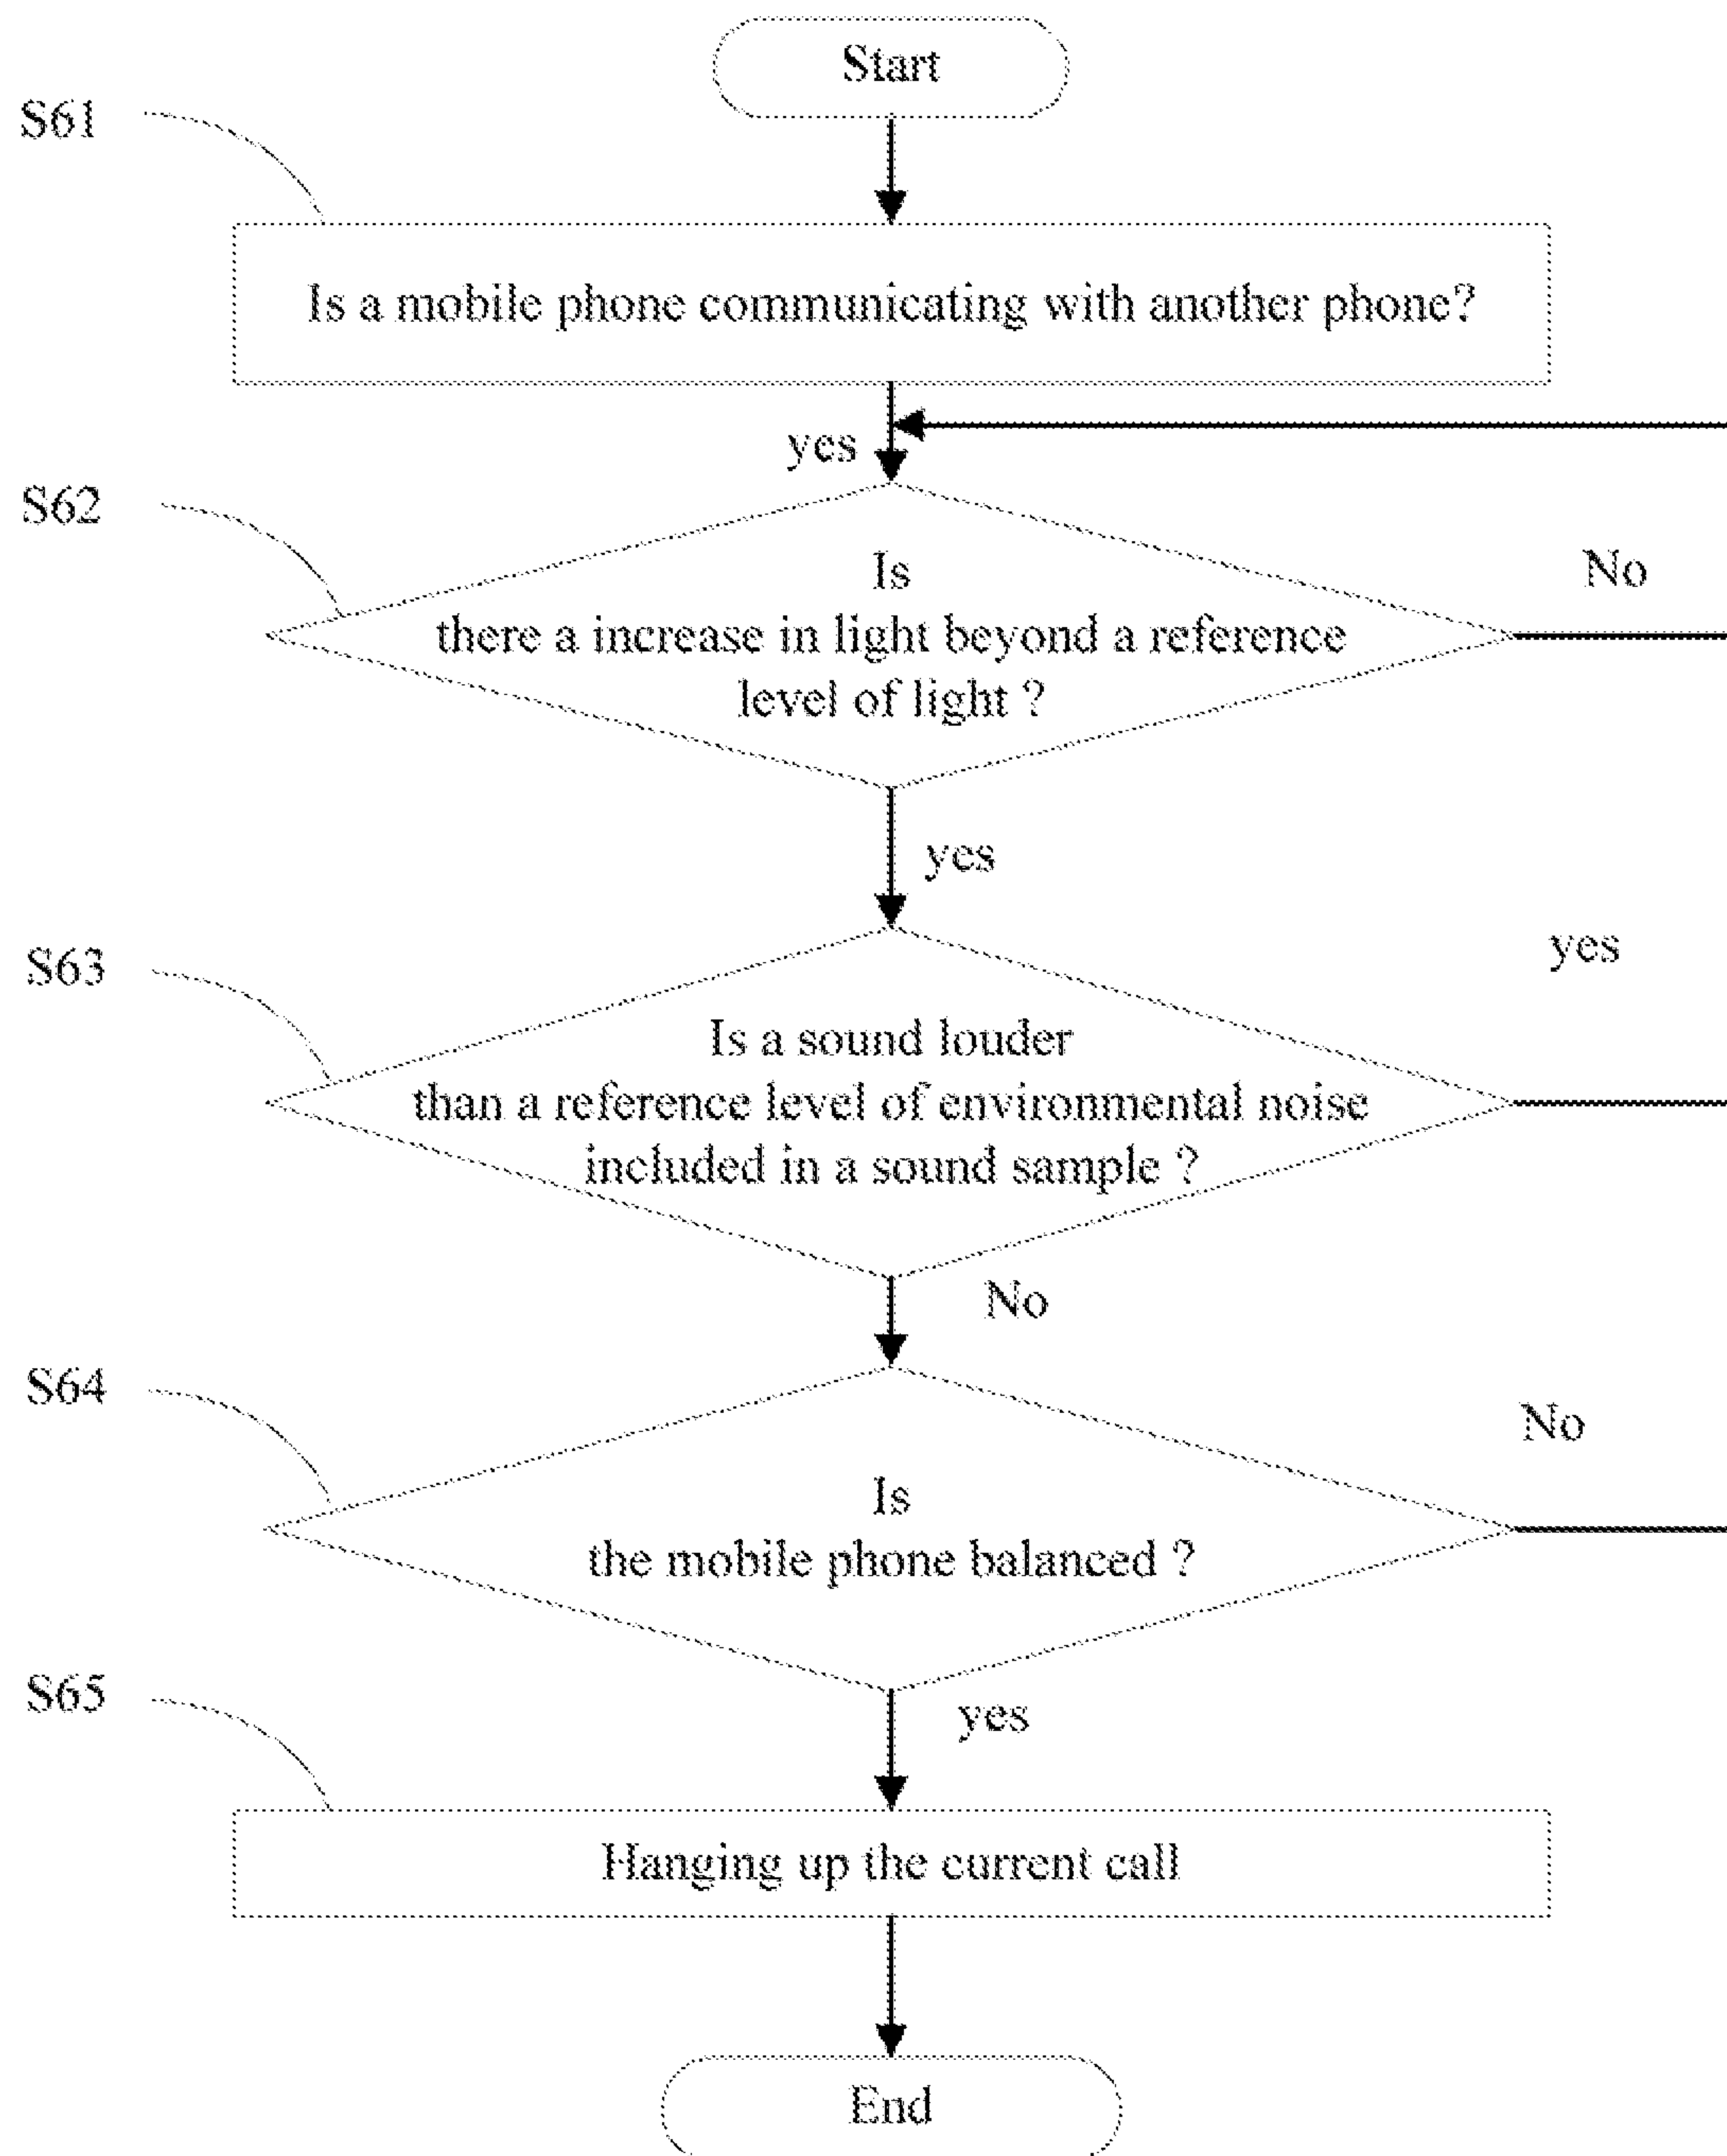 Start
S61
Is a mobile phone communicating with another phone?
yes
S62
Is
there a increase in light beyond a reference
level of light ?
No
yes
S63
Is a sound louder
than a reference level of environmental noise
included in a sound sample ?
yes
No
S64
Is
the mobile phone balanced ?
No
yes
S65
Hanging up the current call
End